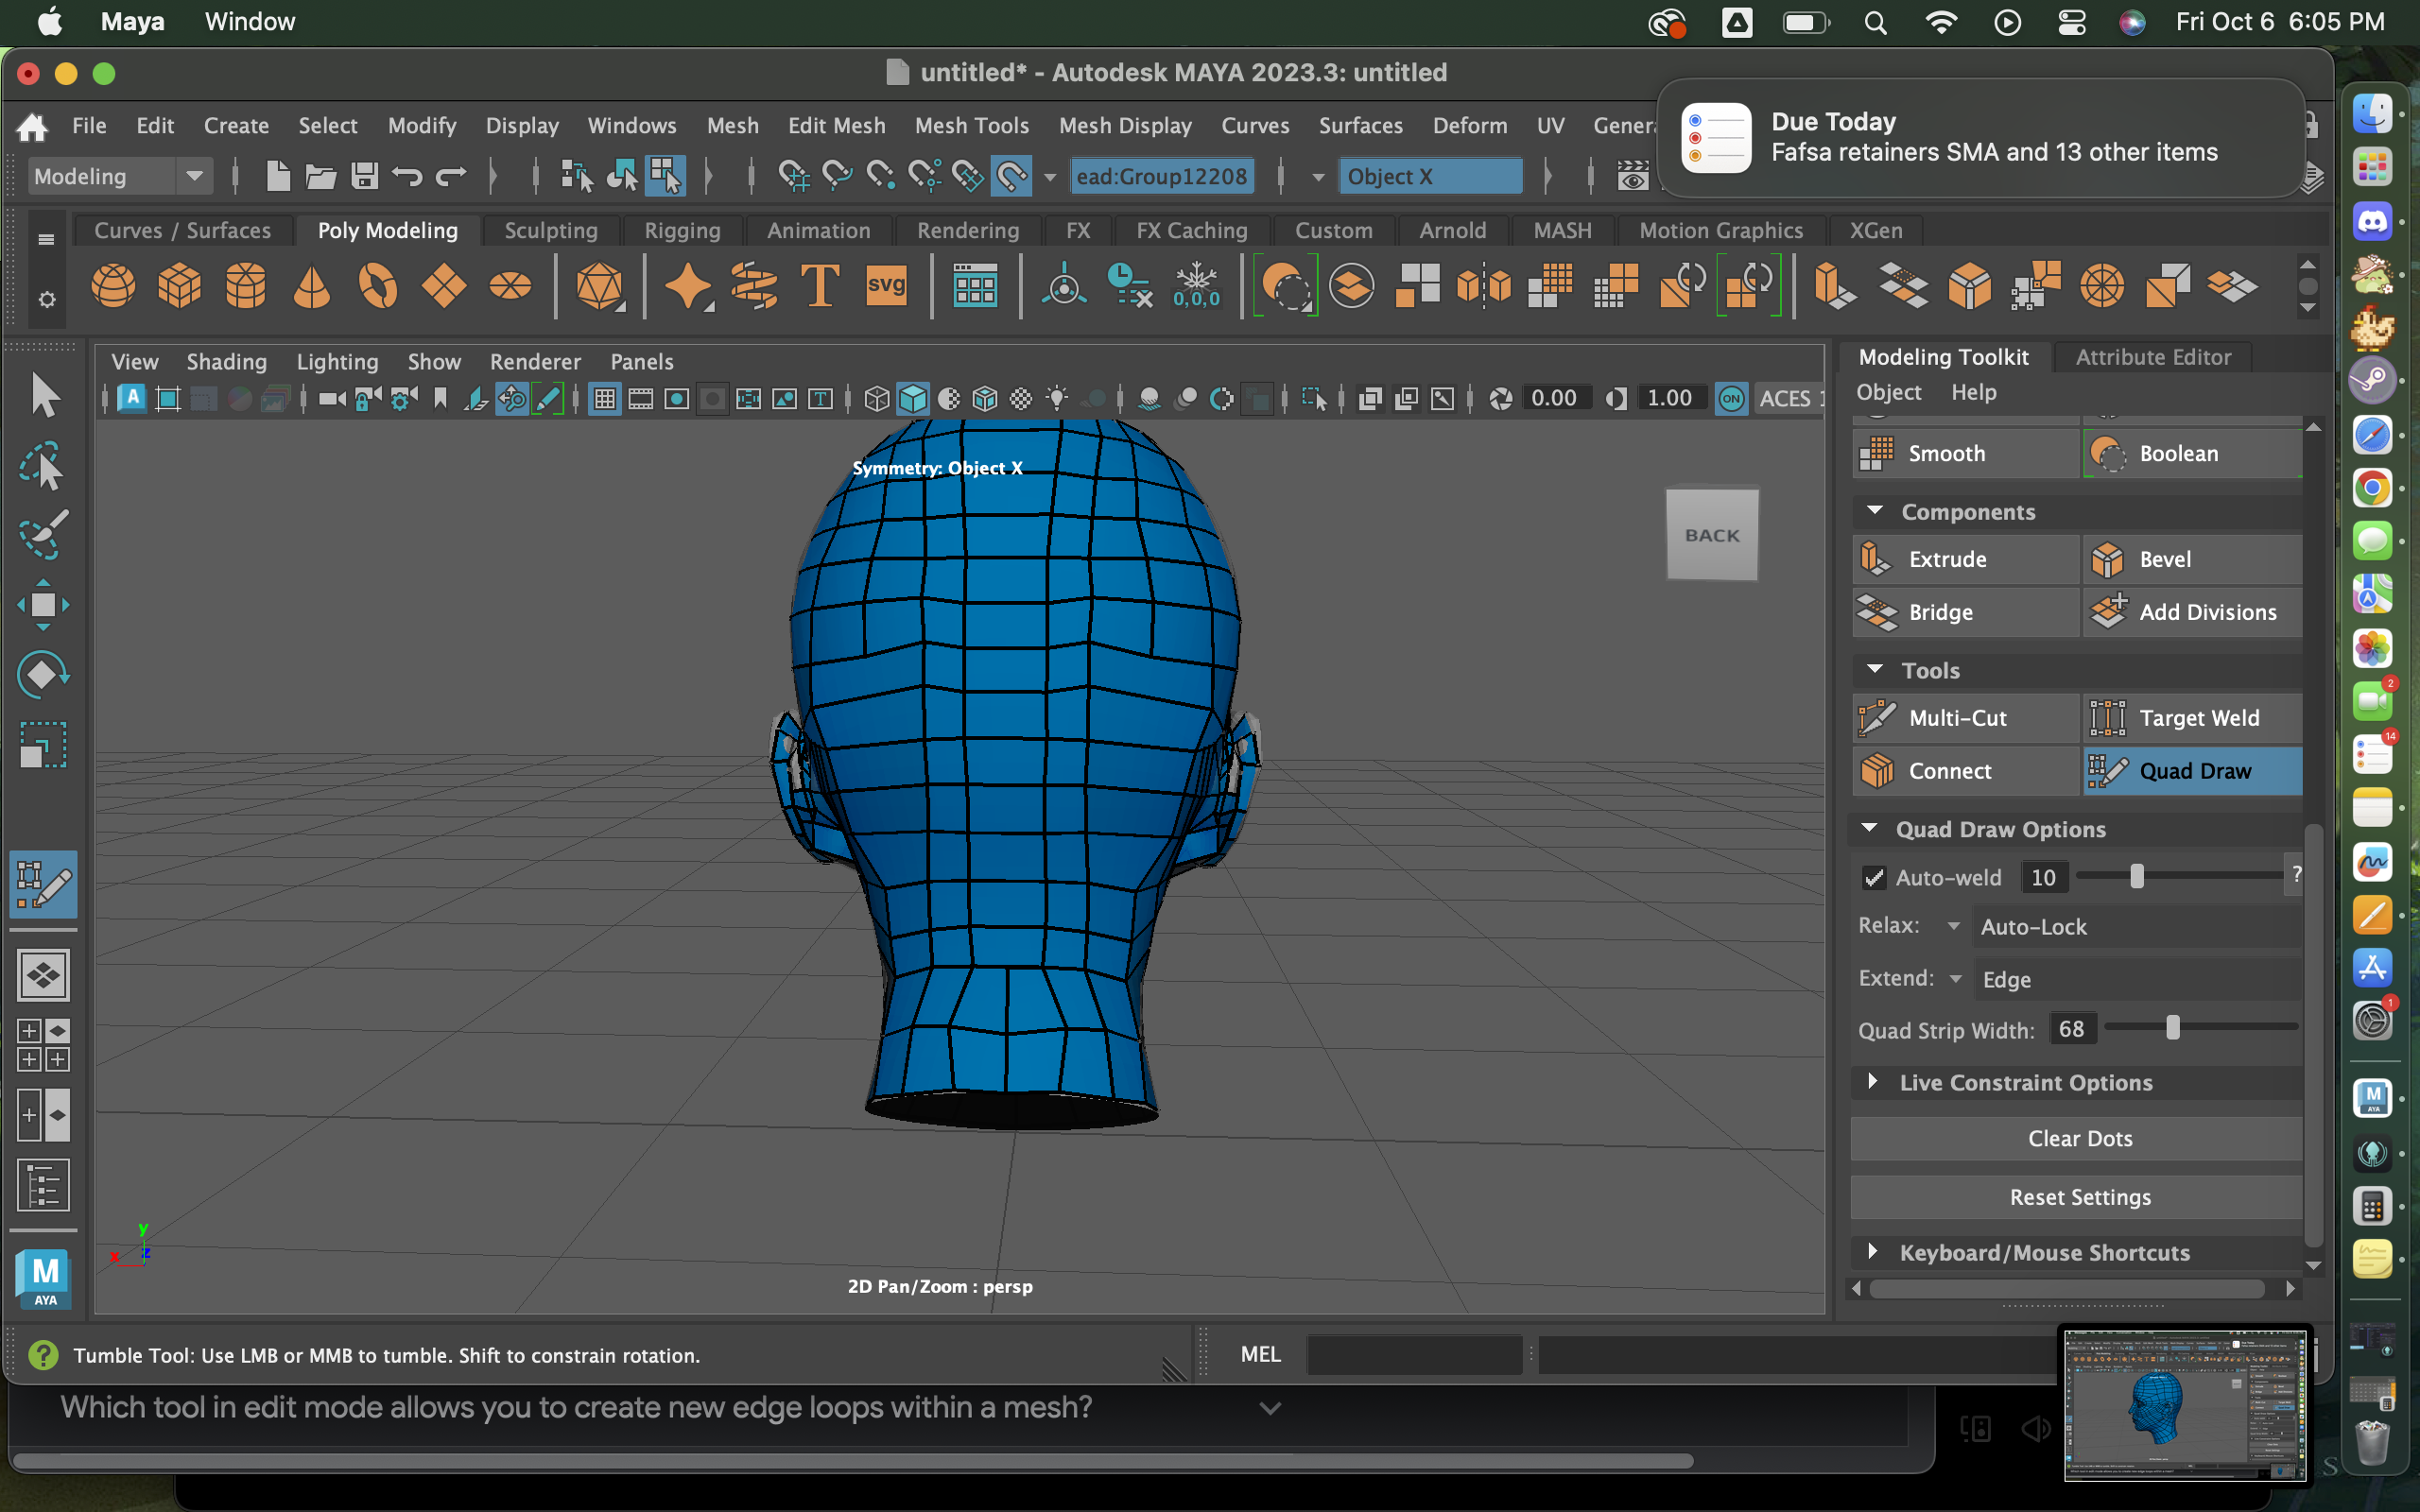 Maya Window Fri Oct 6 6:05 PM
untitled* - Autodesk MAYA 2023.3: untitled
Due Today
Fafsa retainers SMA and 13 other items
File Edit Create Select Modify Display Windows Mesh Edit Mesh Mesh Tools Mesh Display Curves Surfaces Deform UV Genera
Modeling ead:Group12208 Object X
Curves / Surfaces Poly Modeling Sculpting Rigging Animation Rendering FX FX Caching Custom Arnold MASH Motion Graphics XGen
T svg 0,0,0
View Shading Lighting Show Renderer Panels
0.00 1.00 ON ACES 1
Modeling Toolkit Attribute Editor
Object Help
Smooth Boolean
Components
Extrude Bevel
Bridge Add Divisions
Tools
Multi-Cut Target Weld
Connect Quad Draw
Quad Draw Options
Auto-weld 10 ?
Relax: Auto-Lock
Extend: Edge
Quad Strip Width: 68
Live Constraint Options
Clear Dots
Reset Settings
Keyboard/Mouse Shortcuts
Symmetry: Object X
BACK
y
x z
2D Pan/Zoom : persp
M
AYA
Tumble Tool: Use LMB or MMB to tumble. Shift to constrain rotation.
MEL :
Which tool in edit mode allows you to create new edge loops within a mesh?
2
14
1
M
AYA
S